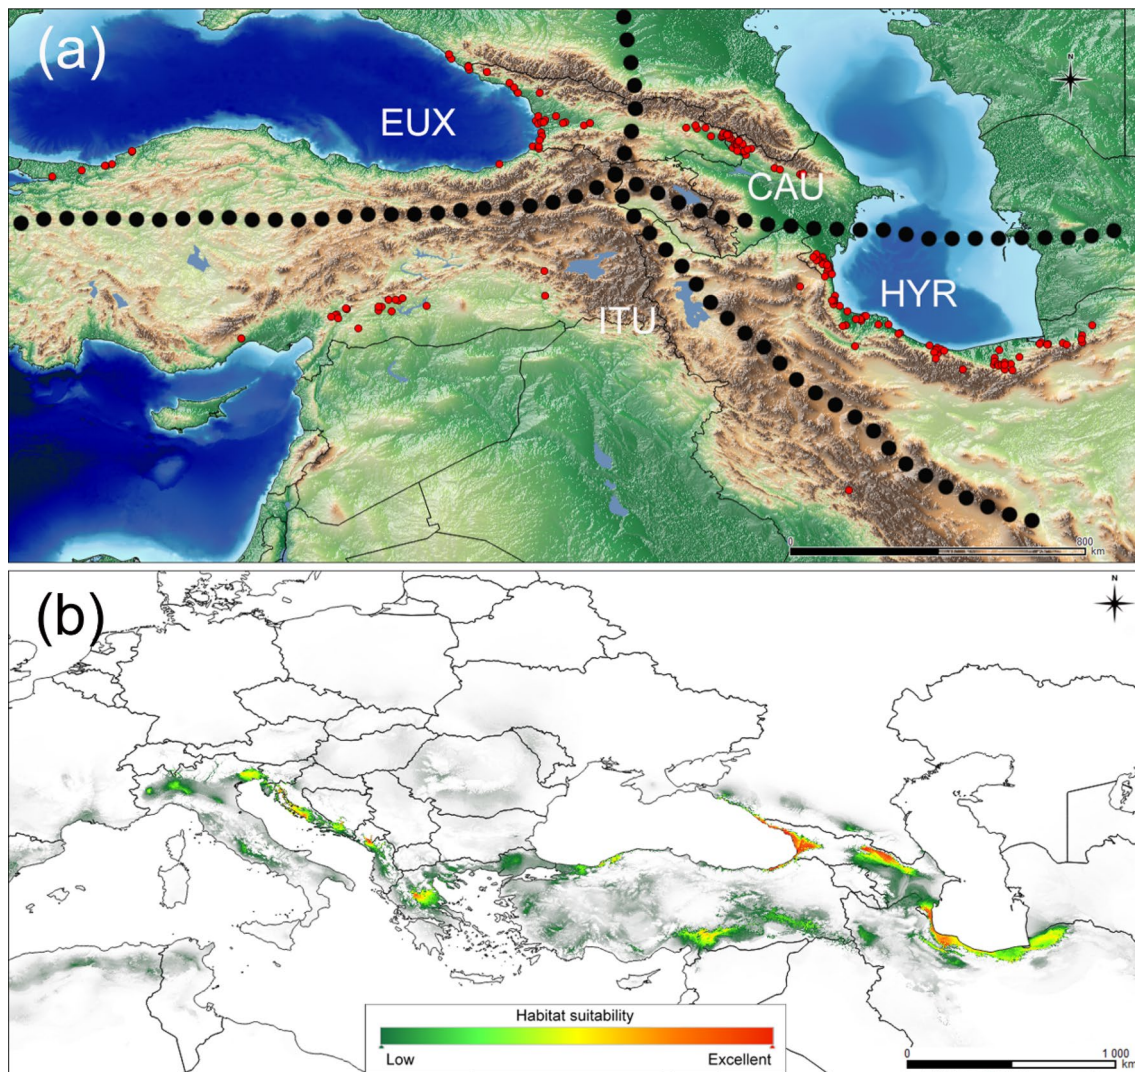 (a)
N
EUX
CAU
HYR
ITU
0 800
km
(b)
N
Habitat suitability
Low Excellent
0 1 000
km